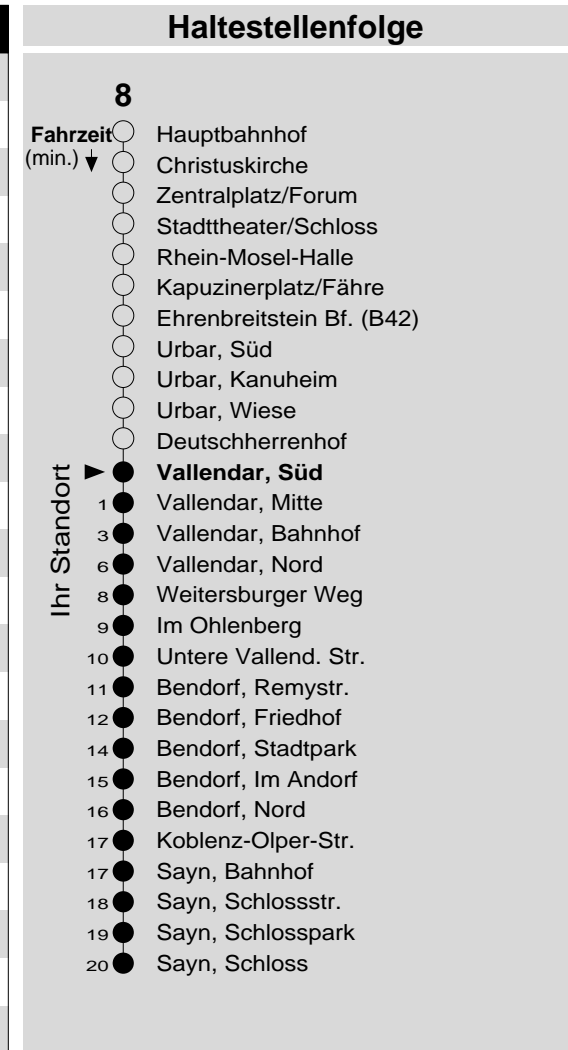 Haltestellenfolge
8
Fahrzeit Hauptbahnhof
(min.) Christuskirche
Zentralplatz/Forum
Stadttheater/Schloss
Rhein-Mosel-Halle
Kapuzinerplatz/Fähre
Ehrenbreitstein Bf. (B42)
Urbar, Süd
Urbar, Kanuheim
Urbar, Wiese
Deutschherrenhof
Ihr Standort
Vallendar, Süd
1 Vallendar, Mitte
3 Vallendar, Bahnhof
6 Vallendar, Nord
8 Weitersburger Weg
9 Im Ohlenberg
10 Untere Vallend. Str.
11 Bendorf, Remystr.
12 Bendorf, Friedhof
14 Bendorf, Stadtpark
15 Bendorf, Im Andorf
16 Bendorf, Nord
17 Koblenz-Olper-Str.
17 Sayn, Bahnhof
18 Sayn, Schlossstr.
19 Sayn, Schlosspark
20 Sayn, Schloss